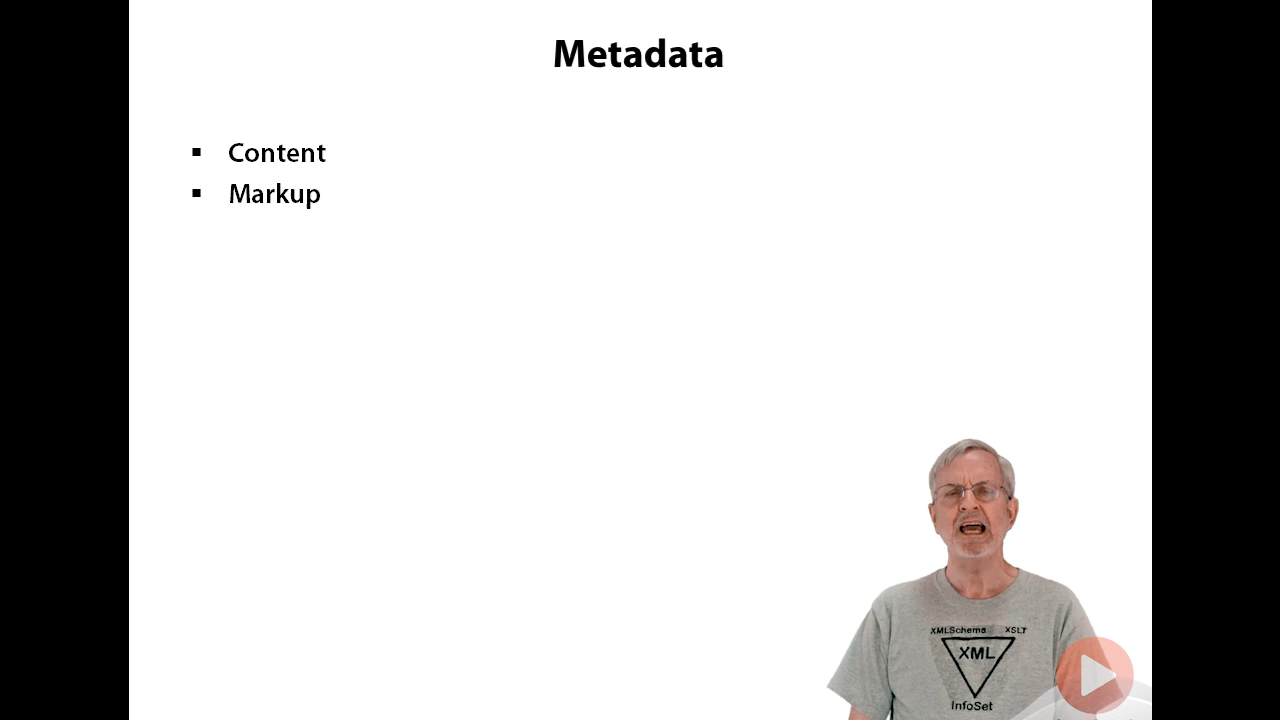 Metadata
Content
Markup
XMLSchema XSLT
XML
InfoSet